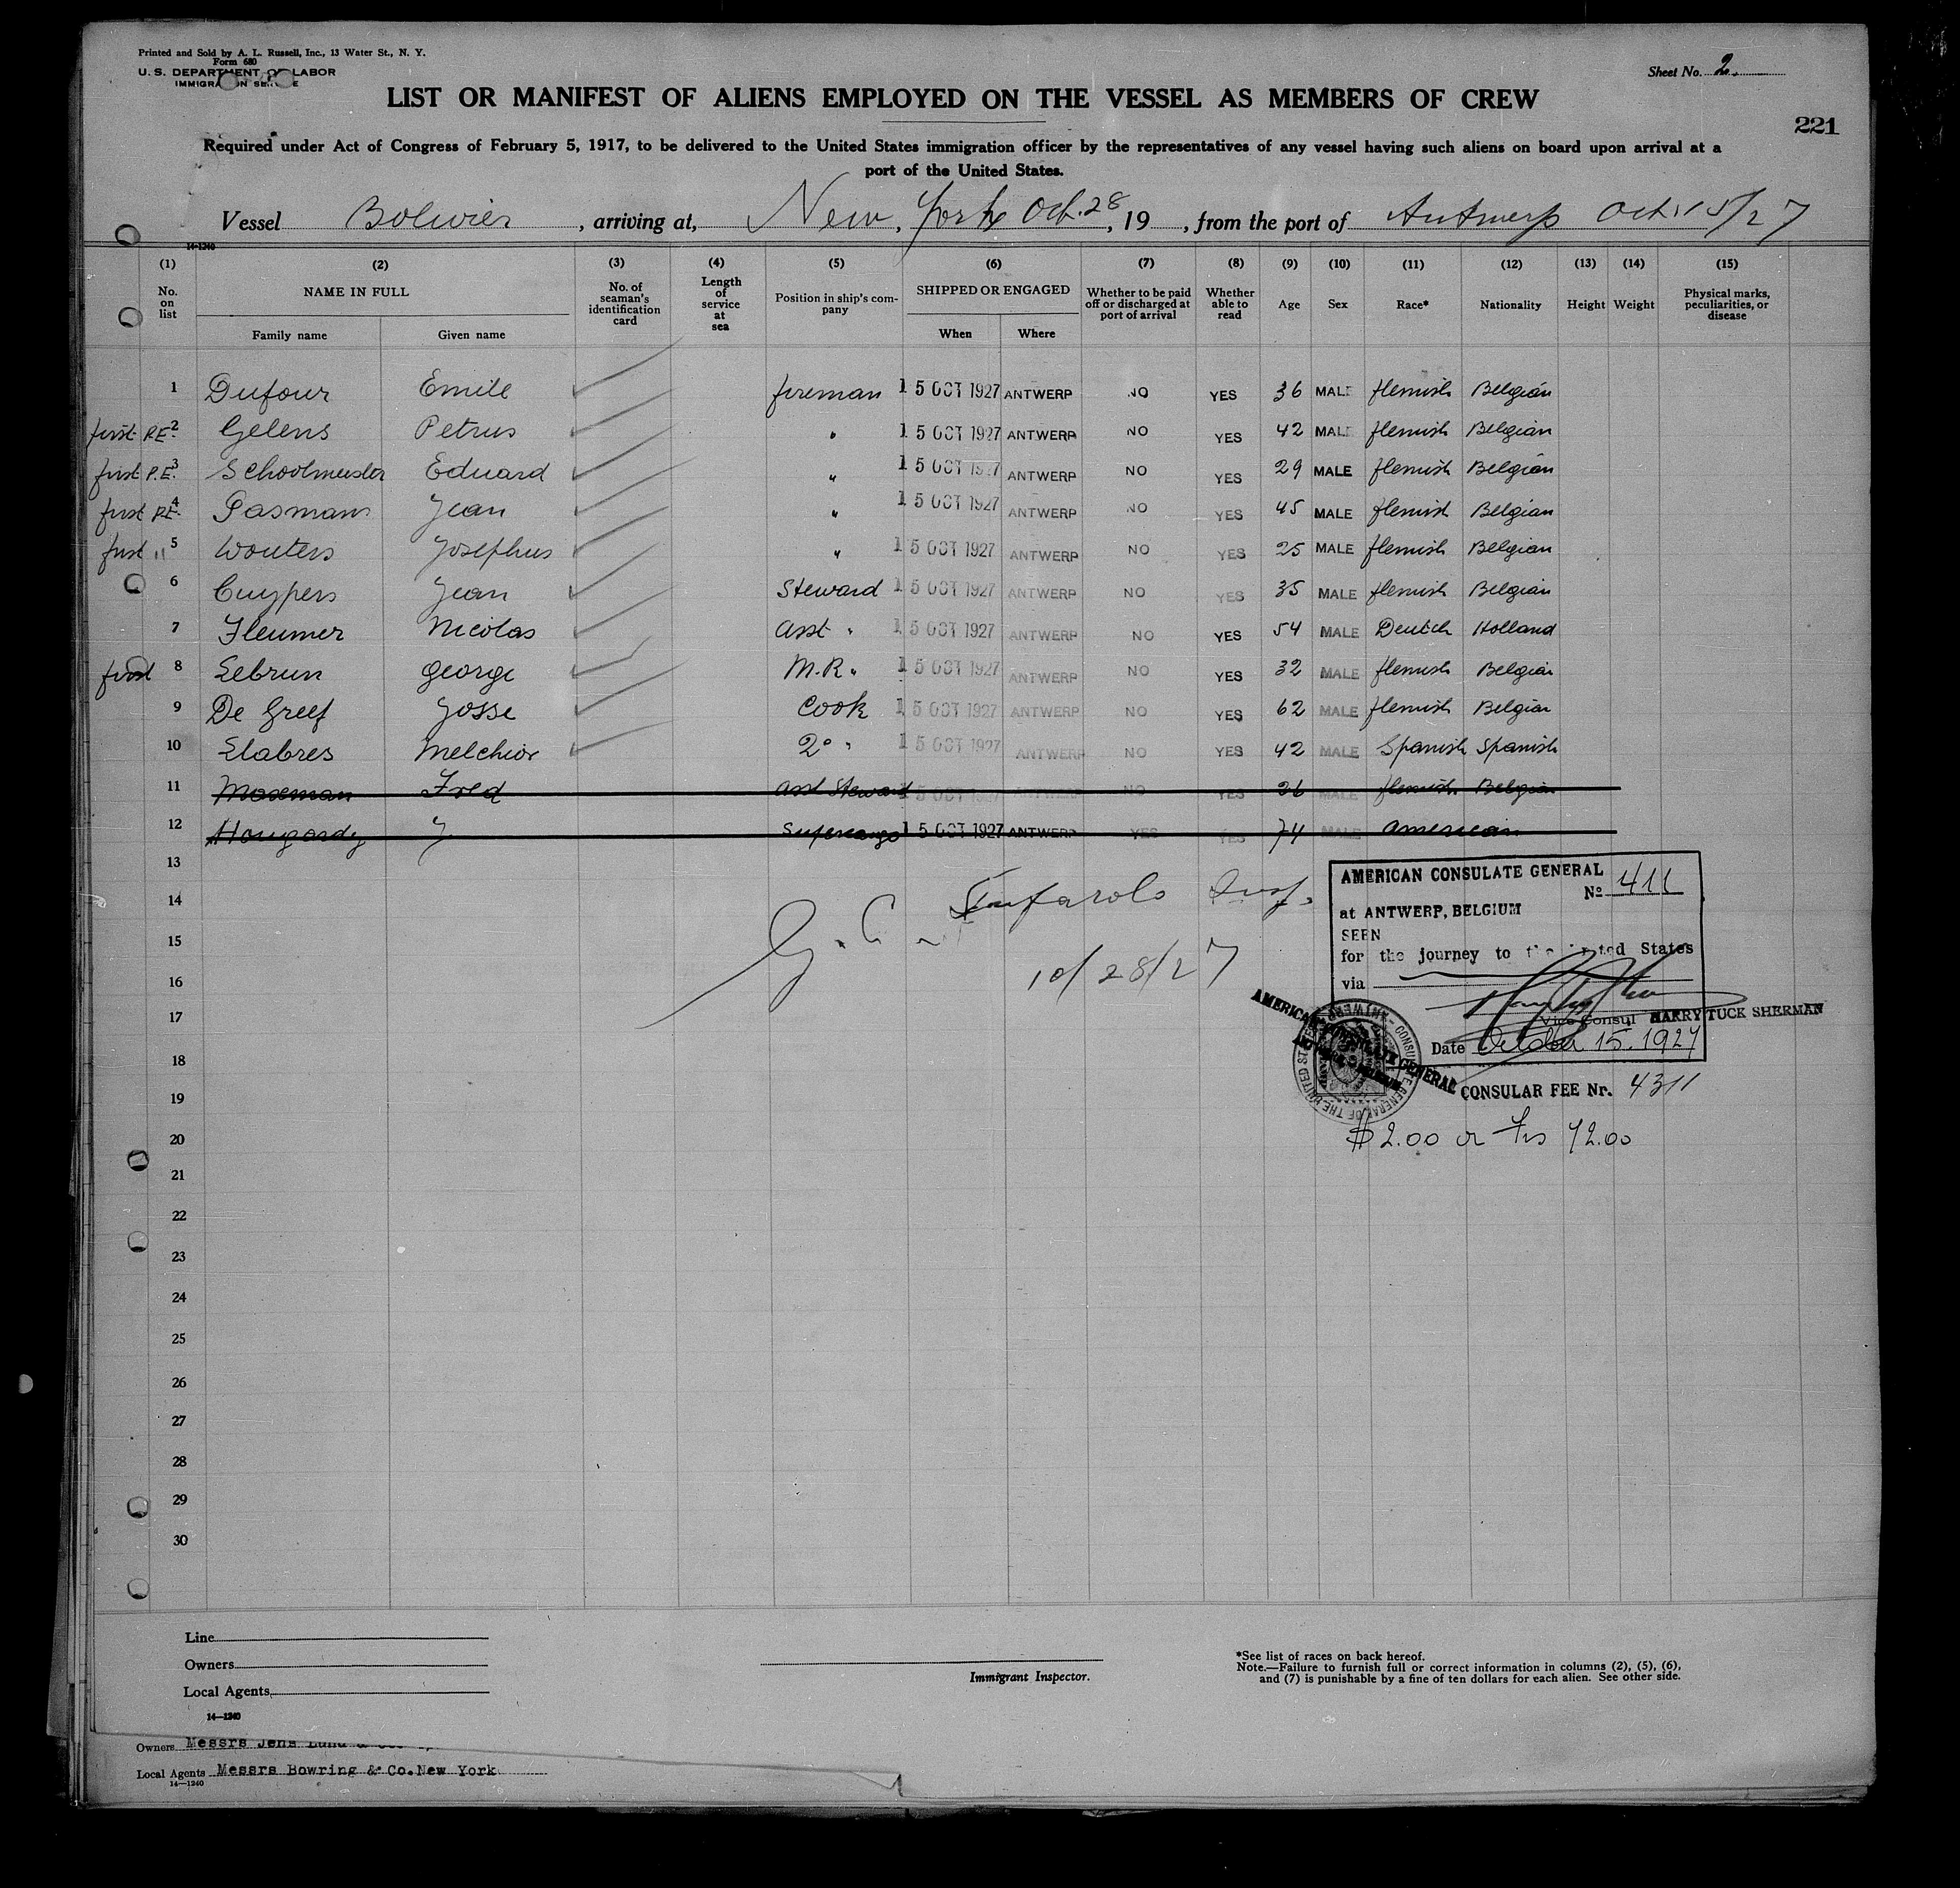 Printed and Sold by A. L. Russell, Inc., 13 Water St., N. Y.
Form 680
U. S. DEPARTMENT OF LABOR
IMMIGRATION SERVICE
Sheet No. 2.
LIST OR MANIFEST OF ALIENS EMPLOYED ON THE VESSEL AS MEMBERS OF CREW
221
Required under Act of Congress of February 5, 1917, to be delivered to the United States immigration officer by the representatives of any vessel having such aliens on board upon arrival at a
port of the United States.
Vessel Bolivier, arriving at, New York Oct. 28, 19 , from the port of Antwerp Oct. 15/27
14-1240
(1) (2) (3) (4) (5) (6) (7) (8) (9) (10) (11) (12) (13) (14) (15)
No. on list NAME IN FULL Family name Given name No. of seaman's identification card Length of service at sea Position in ship's company SHIPPED OR ENGAGED When Where Whether to be paid off or discharged at port of arrival Whether able to read Age Sex Race* Nationality Height Weight Physical marks, peculiarities, or disease
1 Dufour Emile fireman 15 OCT 1927 ANTWERP NO YES 36 MALE flemish Belgian
first P.E. 2 Gelens Petrus " 15 OCT 1927 ANTWERP NO YES 42 MALE flemish Belgian
first P.E. 3 Schoolmeester Eduard " 15 OCT 1927 ANTWERP NO YES 29 MALE flemish Belgian
first P.E. 4 Pasmans Jean " 15 OCT 1927 ANTWERP NO YES 45 MALE flemish Belgian
first " 5 Wouters Josephus " 15 OCT 1927 ANTWERP NO YES 25 MALE flemish Belgian
6 Cuypers Jean Steward 15 OCT 1927 ANTWERP NO YES 35 MALE flemish Belgian
7 Fleumer Nicolas Asst " 15 OCT 1927 ANTWERP NO YES 54 MALE Deutch Holland
first 8 Lebrun George M.R. " 15 OCT 1927 ANTWERP NO YES 32 MALE flemish Belgian
9 De Greef Josse Cook 15 OCT 1927 ANTWERP NO YES 62 MALE flemish Belgian
10 Llabres Melchior 2° " 15 OCT 1927 ANTWERP NO YES 42 MALE Spanish Spanish
11 Moseman Fred asst Steward 15 OCT 1927 ANTWERP NO YES 26 MALE flemish Belgian
12 Hougardy J Supercargo 15 OCT 1927 ANTWERP YES YES 74 MALE american
13
14
15
16
17
18
19
20
21
22
23
24
25
26
27
28
29
30
Insp.
10/28/27
AMERICAN CONSULATE GENERAL
No 411
at ANTWERP, BELGIUM
SEEN
for the journey to the United States
via
Vice Consul HARRY TUCK SHERMAN
Date October 15. 1927
AMERICAN CONSULATE GENERAL
CONSULAR FEE Nr. 4311
$2.00 or Frs 72.00
Line
Owners
Local Agents
14—1240
Immigrant Inspector.
*See list of races on back hereof.
Note.—Failure to furnish full or correct information in columns (2), (5), (6),
and (7) is punishable by a fine of ten dollars for each alien. See other side.
Owners Messrs Jens Lund &
Local Agents Messrs Bowring & Co. New York
14—1240